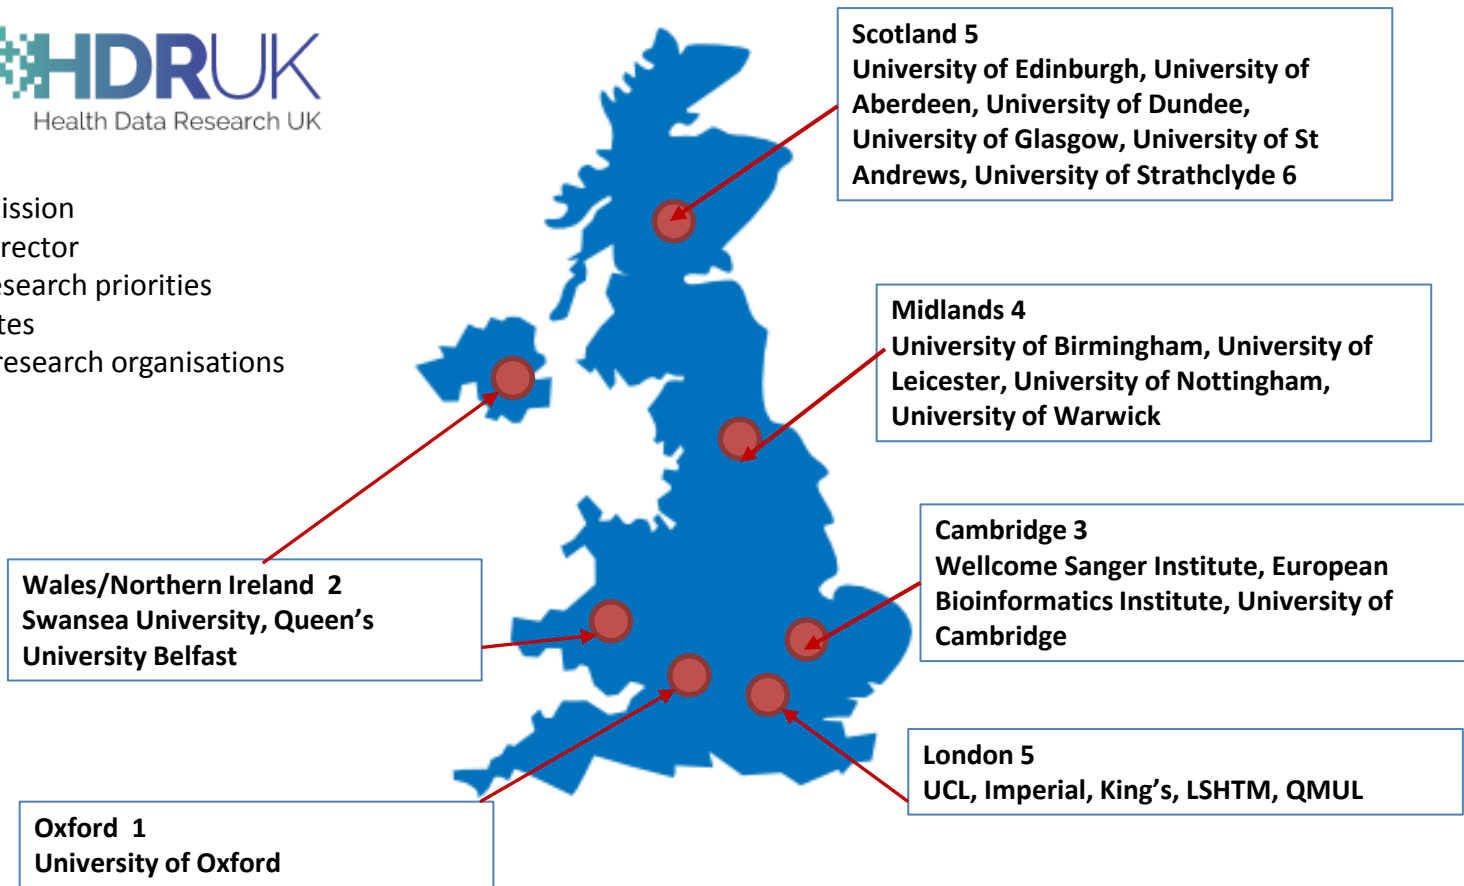 HDRUK
Health Data Research UK
ission
rector
esearch priorities
tes
research organisations
Scotland 5
University of Edinburgh, University of
Aberdeen, University of Dundee,
University of Glasgow, University of St
Andrews, University of Strathclyde 6
Midlands 4
University of Birmingham, University of
Leicester, University of Nottingham,
University of Warwick
Cambridge 3
Wellcome Sanger Institute, European
Bioinformatics Institute, University of
Cambridge
Wales/Northern Ireland  2
Swansea University, Queen's
University Belfast
London 5
UCL, Imperial, King's, LSHTM, QMUL
Oxford  1
University of Oxford